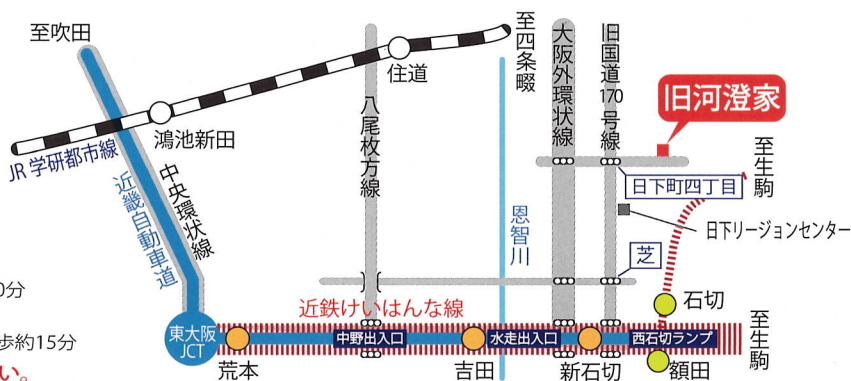 至吹田
至四条畷
大阪外環状線
旧国道170号線
住道
旧河澄家
鴻池新田
JR学研都市線
近畿自動車道
中央環状線
八尾枚方線
至生駒
日下町四丁目
恩智川
日下リージョンセンター
芝
0分
近鉄けいはんな線
石切
東大阪
JCT
中野出入口
水走出入口
西石切ランプ
至生駒
歩約15分
荒本
吉田
新石切
額田
い。